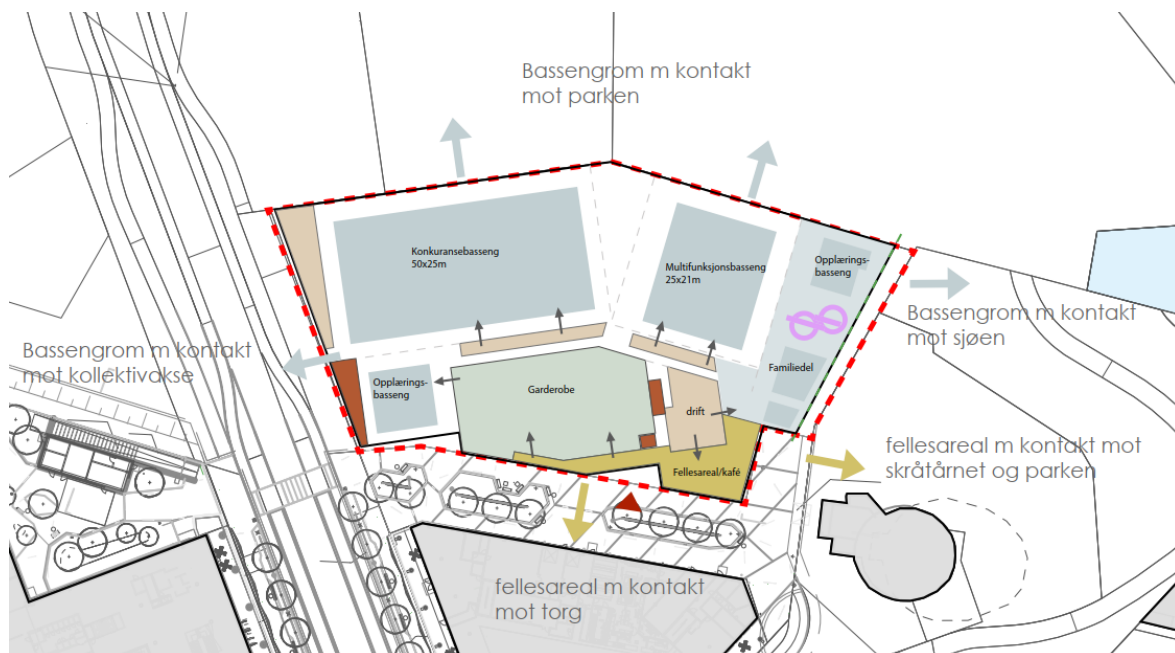 Bassengrom m kontakt
mot parken
Konkuransebasseng
50x25m
Multifunksjonsbasseng
25x21m
Opplærings-
basseng
Bassengrom m kontakt
mot sjøen
Bassengrom m kontakt
mot kollektivakse
Opplærings-
basseng
Garderobe
drift
Familiedel
Fellesareal/kafé
fellesareal m kontakt mot
skråtårnet og parken
fellesareal m kontakt
mot torg